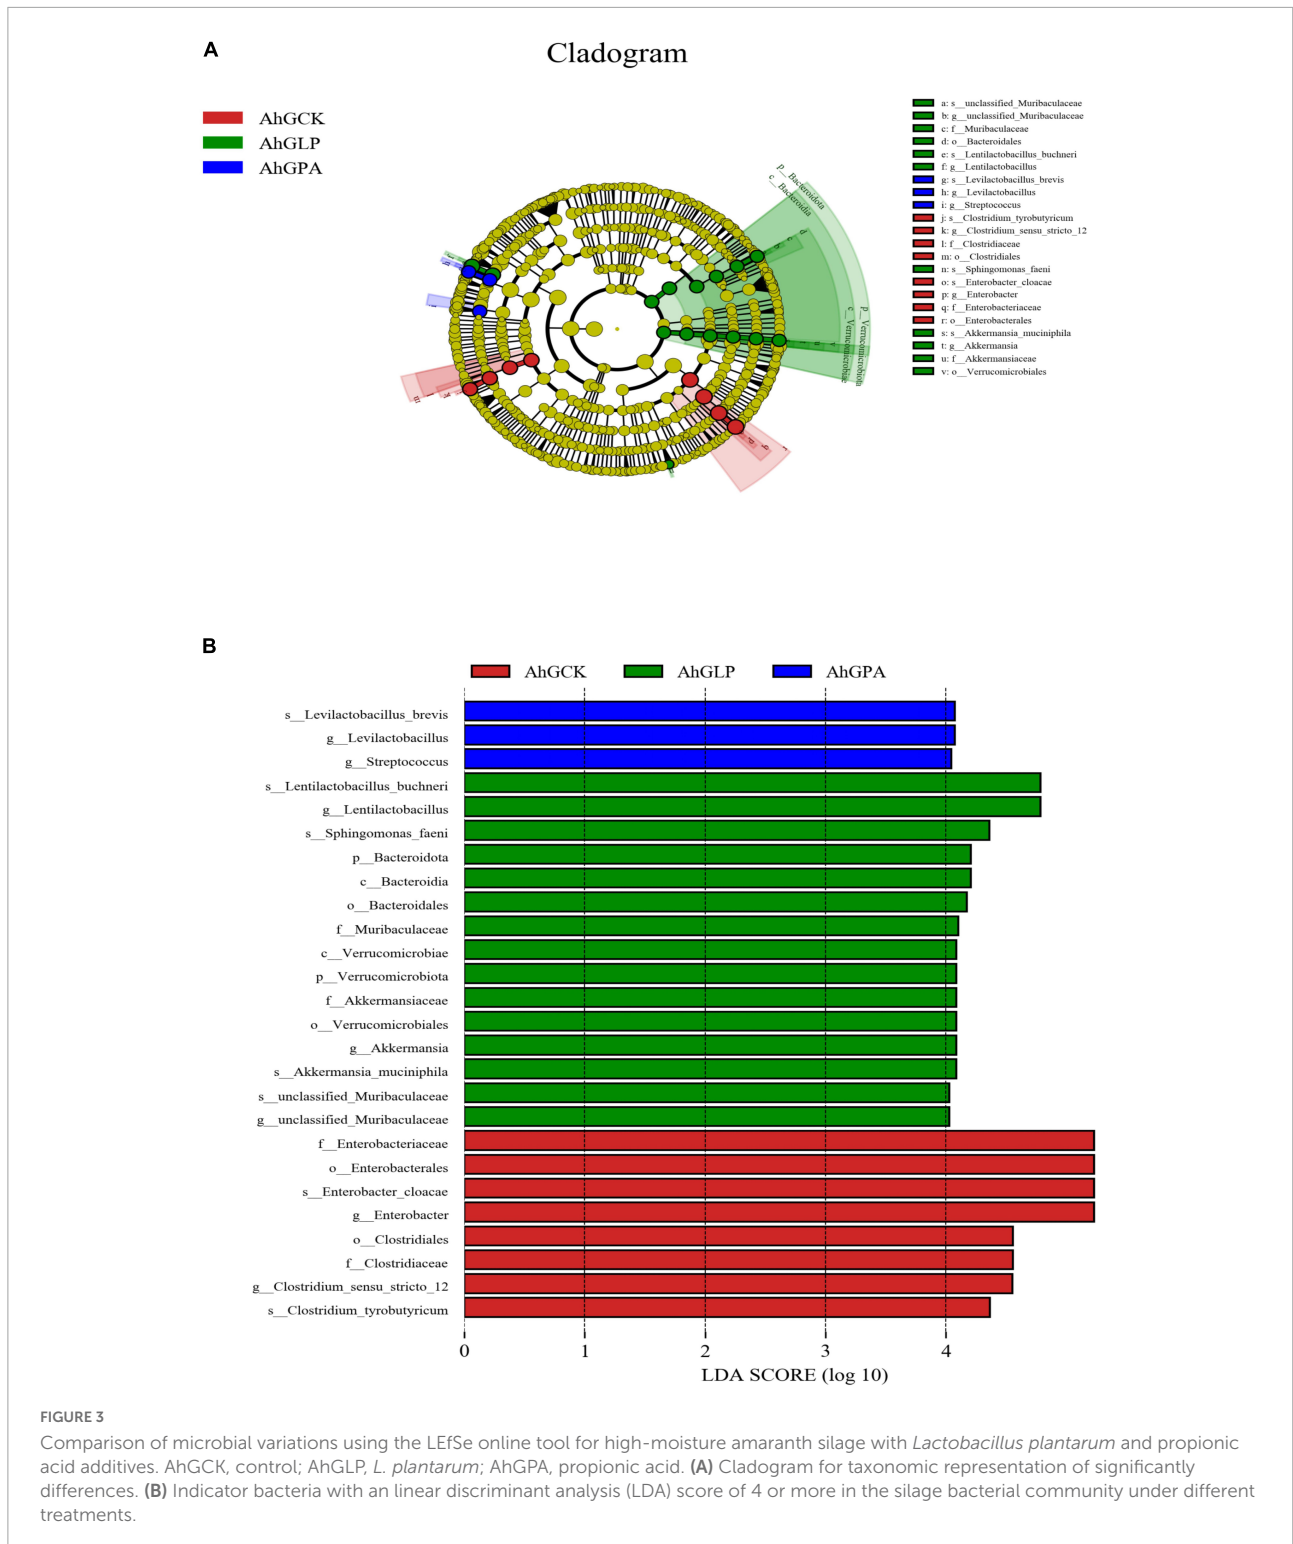 A
Cladogram
AhGCK
AhGLP
AhGPA
a: s__unclassified_Muribaculaceae
b: g__unclassified_Muribaculaceae
c: f__Muribaculaceae
d: o__Bacteroidales
e: s__Lentilactobacillus_buchneri
f: g__Lentilactobacillus
g: s__Levilactobacillus_brevis
h: g__Levilactobacillus
i: g__Streptococcus
j: s__Clostridium_tyrobutyricum
k: g__Clostridium_sensu_stricto_12
l: f__Clostridiaceae
m: o__Clostridiales
n: s__Sphingomonas_faeni
o: s__Enterobacter_cloacae
p: g__Enterobacter
q: f__Enterobacteriaceae
r: o__Enterobacterales
s: s__Akkermansia_muciniphila
t: g__Akkermansia
u: f__Akkermansiaceae
v: o__Verrucomicrobiales
p__Bacteroidota
c__Bacteroidia
d
c__Verrucomicrobiae
p__Verrucomicrobiota
u
v
m
q
r
B
AhGCK AhGLP AhGPA
s__Levilactobacillus_brevis
g__Levilactobacillus
g__Streptococcus
s__Lentilactobacillus_buchneri
g__Lentilactobacillus
s__Sphingomonas_faeni
p__Bacteroidota
c__Bacteroidia
o__Bacteroidales
f__Muribaculaceae
c__Verrucomicrobiae
p__Verrucomicrobiota
f__Akkermansiaceae
o__Verrucomicrobiales
g__Akkermansia
s__Akkermansia_muciniphila
s__unclassified_Muribaculaceae
g__unclassified_Muribaculaceae
f__Enterobacteriaceae
o__Enterobacterales
s__Enterobacter_cloacae
g__Enterobacter
o__Clostridiales
f__Clostridiaceae
g__Clostridium_sensu_stricto_12
s__Clostridium_tyrobutyricum
0 1 2 3 4
LDA SCORE (log 10)
FIGURE 3
Comparison of microbial variations using the LEfSe online tool for high-moisture amaranth silage with Lactobacillus plantarum and propionic
acid additives. AhGCK, control; AhGLP, L. plantarum; AhGPA, propionic acid. (A) Cladogram for taxonomic representation of significantly
differences. (B) Indicator bacteria with an linear discriminant analysis (LDA) score of 4 or more in the silage bacterial community under different
treatments.